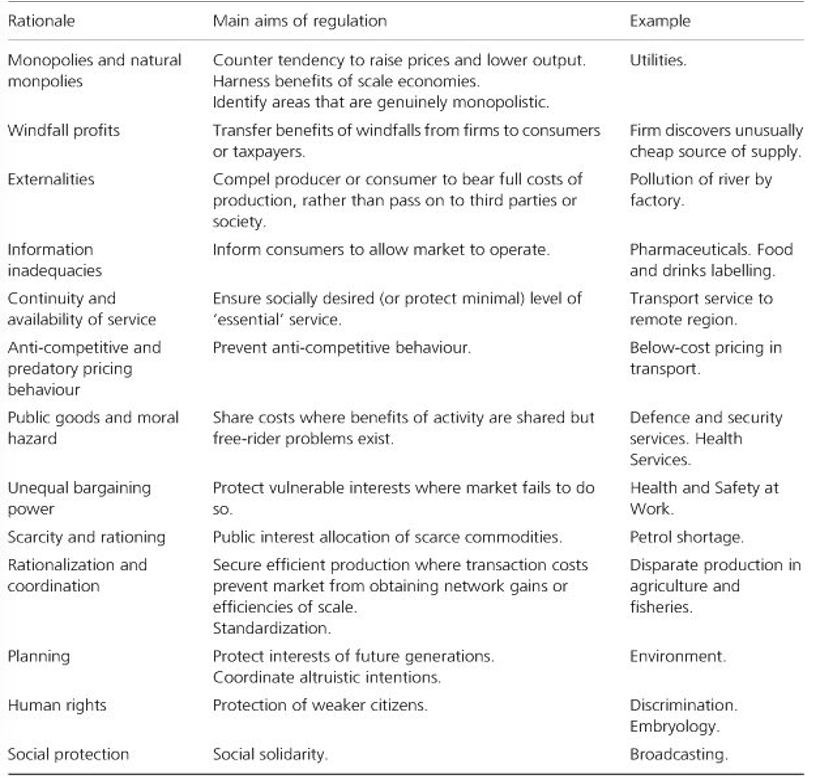 Rationale Main aims of regulation Example
Monopolies and natural Counter tendency to raise prices and lower output. Utilities.
monpolies Harness benefits of scale economies.
Identify areas that are genuinely monopolistic.
Windfall profits Transfer benefits of windfalls from firms to consumers Firm discovers unusually
or taxpayers. cheap source of supply.
Externalities Compel producer or consumer to bear full costs of Pollution of river by
production, rather than pass on to third parties or factory.
society.
Information Inform consumers to allow market to operate. Pharmaceuticals. Food
inadequacies and drinks labelling.
Continuity and Ensure socially desired (or protect minimal) level of Transport service to
availability of service ‘essential’ service. remote region.
Anti-competitive and Prevent anti-competitive behaviour. Below-cost pricing in
predatory pricing transport.
behaviour
Public goods and moral Share costs where benefits of activity are shared but Defence and security
hazard free-rider problems exist. services. Health
Services.
Unequal bargaining Protect vulnerable interests where market fails to do Health and Safety at
power so. Work.
Scarcity and rationing Public interest allocation of scarce commodities. Petrol shortage.
Rationalization and Secure efficient production where transaction costs Disparate production in
coordination prevent market from obtaining network gains or agriculture and
efficiencies of scale. fisheries.
Standardization.
Planning Protect interests of future generations. Environment.
Coordinate altruistic intentions.
Human rights Protection of weaker citizens. Discrimination.
Embryology.
Social protection Social solidarity. Broadcasting.